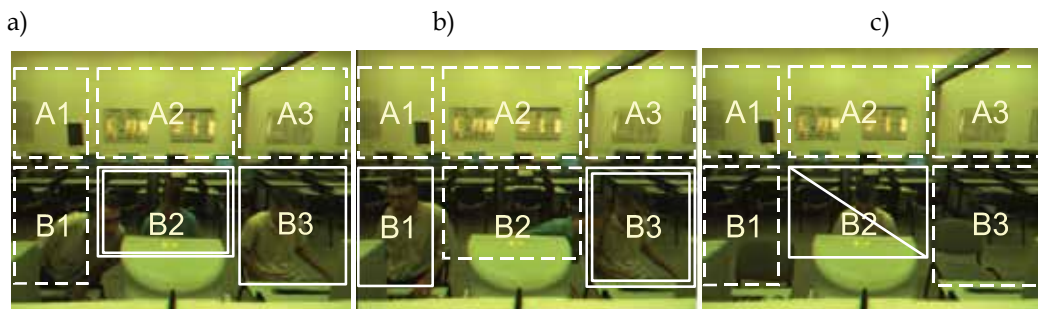 a) b) c)
A1 A2 A3 A1 A2 A3 A1 A2 A3
B1 B2 B3 B1 B2 B3 B1 B2 B3